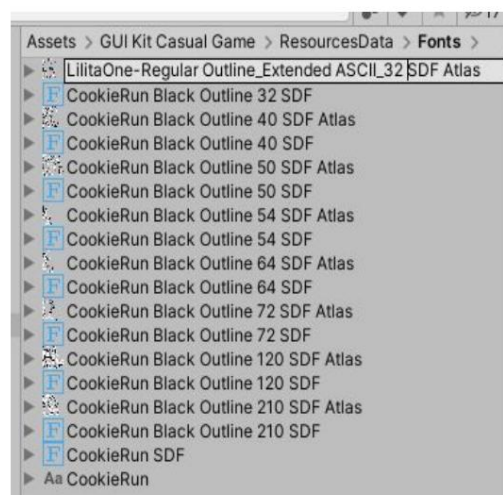 Assets > GUI Kit Casual Game > ResourcesData > Fonts >
LilitaOne-Regular Outline_Extended ASCII_32 SDF Atlas
CookieRun Black Outline 32 SDF
CookieRun Black Outline 40 SDF Atlas
CookieRun Black Outline 40 SDF
CookieRun Black Outline 50 SDF Atlas
CookieRun Black Outline 50 SDF
CookieRun Black Outline 54 SDF Atlas
CookieRun Black Outline 54 SDF
CookieRun Black Outline 64 SDF Atlas
CookieRun Black Outline 64 SDF
CookieRun Black Outline 72 SDF Atlas
CookieRun Black Outline 72 SDF
CookieRun Black Outline 120 SDF Atlas
CookieRun Black Outline 120 SDF
CookieRun Black Outline 210 SDF Atlas
CookieRun Black Outline 210 SDF
CookieRun SDF
Aa CookieRun